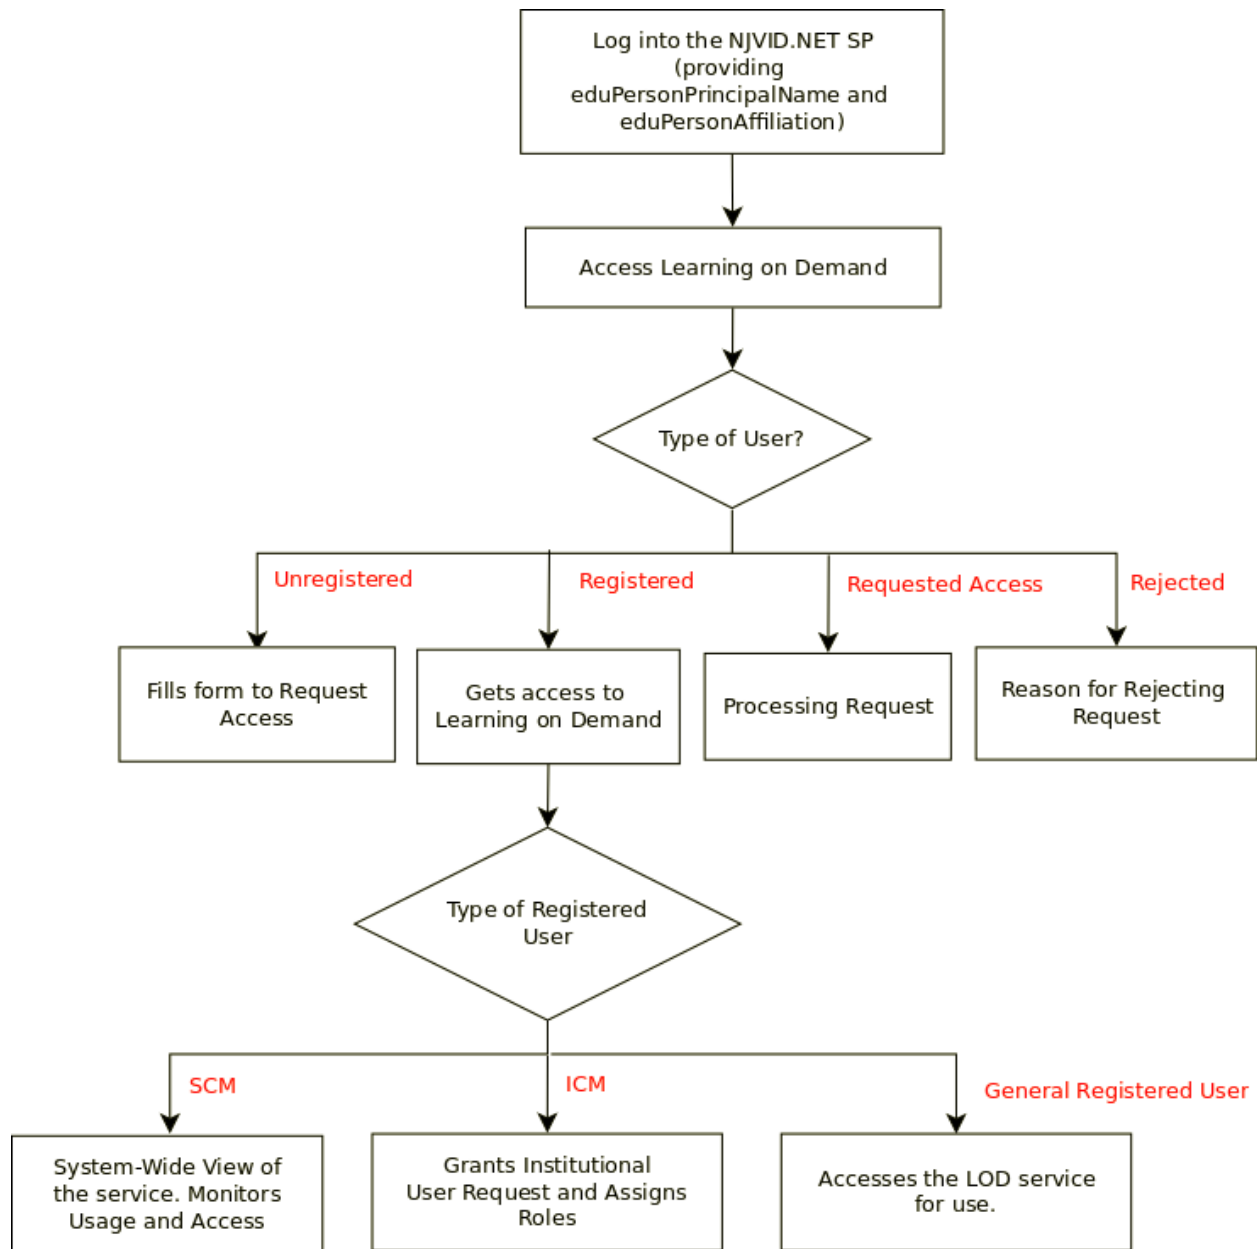 Log into the NJVID.NET SP
(providing
eduPersonPrincipalName and
eduPersonAffiliation)
Access Learning on Demand
Type of User?
Unregistered
Registered
Requested Access
Rejected
Fills form to Request
Access
Gets access to
Learning on Demand
Processing Request
Reason for Rejecting
Request
Type of Registered
User
SCM
ICM
General Registered User
System-Wide View of
the service. Monitors
Usage and Access
Grants Institutional
User Request and Assigns
Roles
Accesses the LOD service
for use.